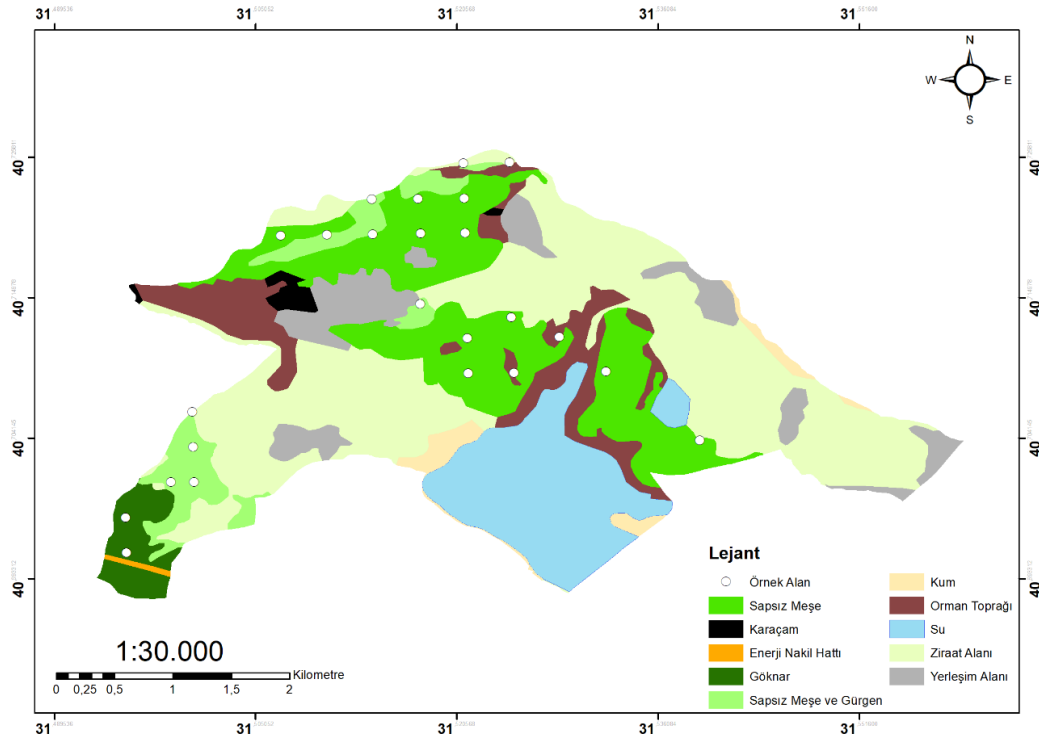 31 31 31 31 31
N
W E
S
40 40
40 40
40 40
40 40
Lejant
Örnek Alan
Sapsız Meşe
Karaçam
Enerji Nakil Hattı
Göknar
Sapsız Meşe ve Gürgen
Kum
Orman Toprağı
Su
Ziraat Alanı
Yerleşim Alanı
1:30.000
Kilometre
0 0,25 0,5 1 1,5 2
31 31 31 31 31